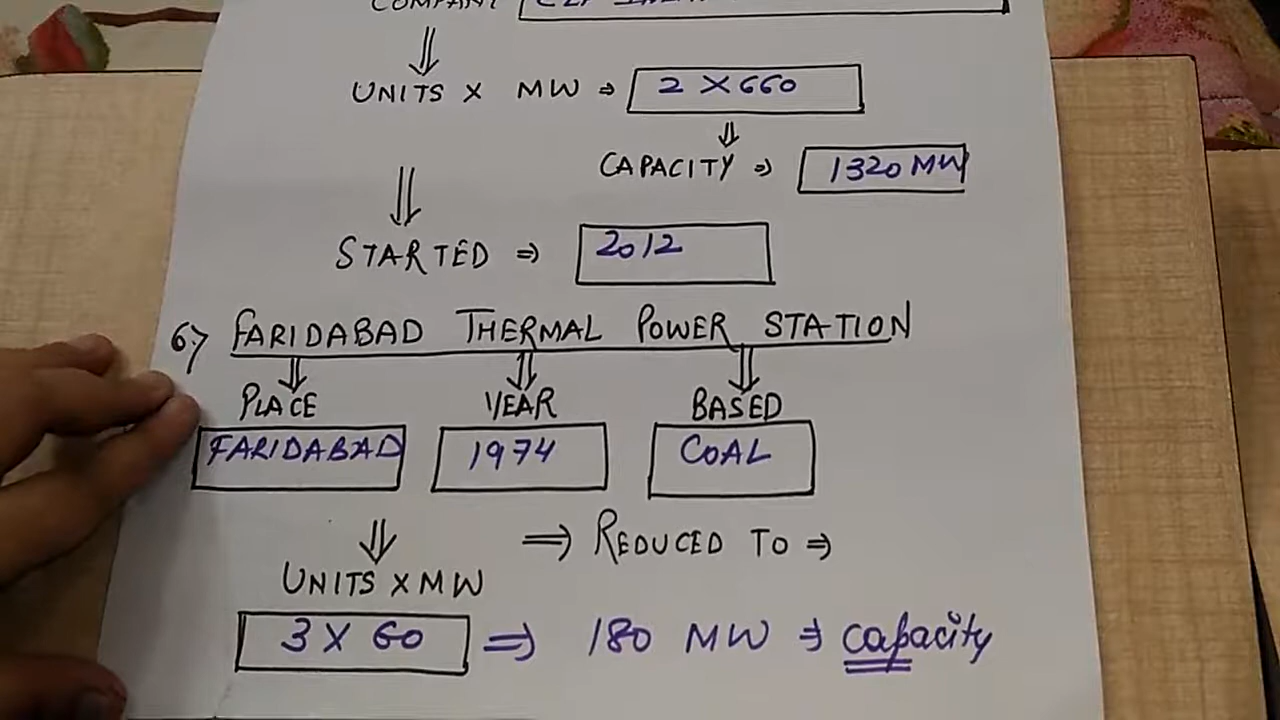 COMPANY
UNITS X MW ⇒ 2 X 660
CAPACITY ⇒ 1320 MW
STARTED ⇒ 2012
6) FARIDABAD THERMAL POWER STATION
PLACE YEAR BASED
FARIDABAD 1974 COAL
⇒ REDUCED TO ⇒
UNITS X MW
3 X 60 ⇒ 180 MW ⇒ capacity